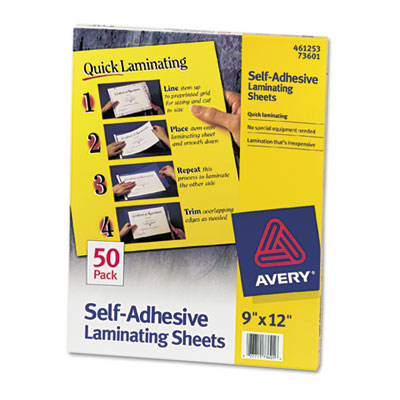 461253
73601
Quick Laminating
1
Line item up
to preprinted grid
for sizing and cut
to size
2
Place item onto
laminating sheet
and smooth down
3
Repeat this
process to laminate
the other side
4
Trim overlapping
edges as needed
Self-Adhesive
Laminating
Sheets
Quick laminating
No special equipment needed
Lamination that's inexpensive
50
Pack
AVERY
Self-Adhesive
Laminating Sheets
9"x12"